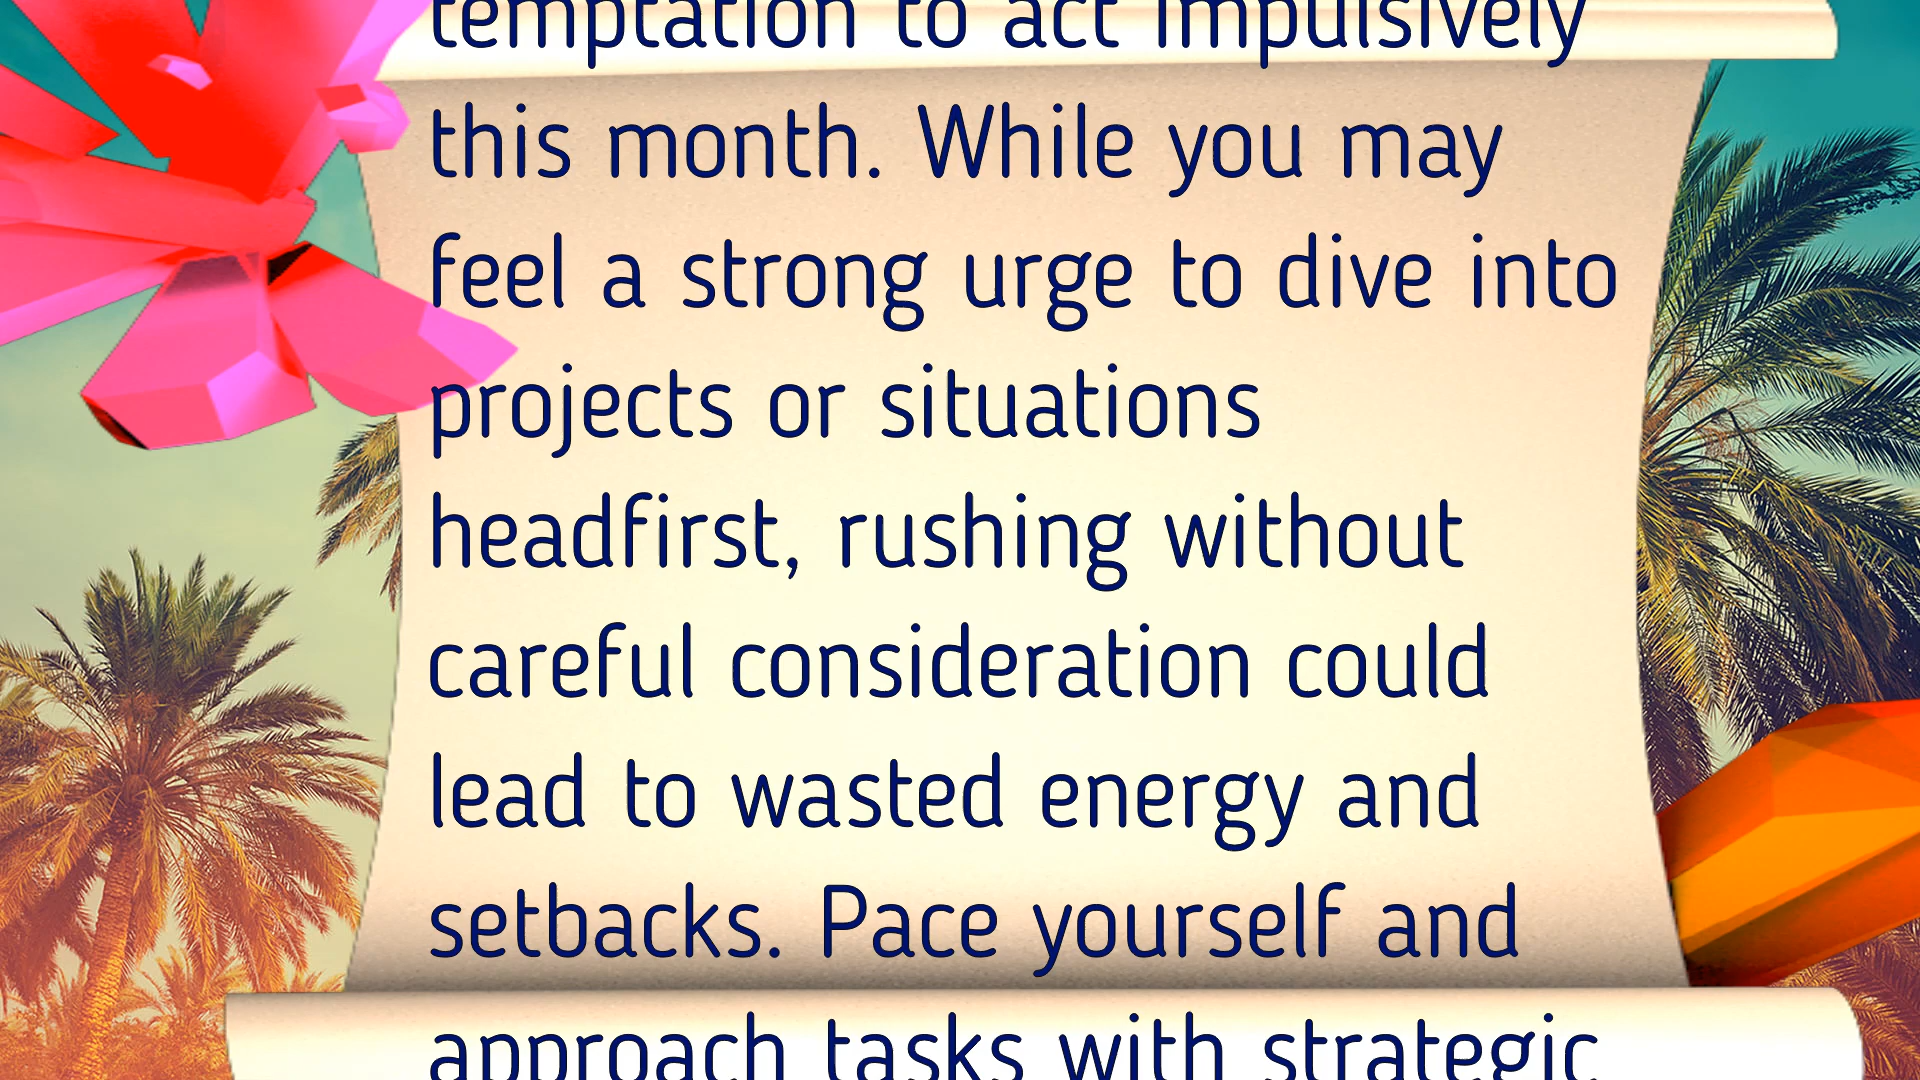 temptation to act impulsively
this month. While you may
feel a strong urge to dive into
projects or situations
headfirst, rushing without
careful consideration could
lead to wasted energy and
setbacks. Pace yourself and
approach tasks with strategic